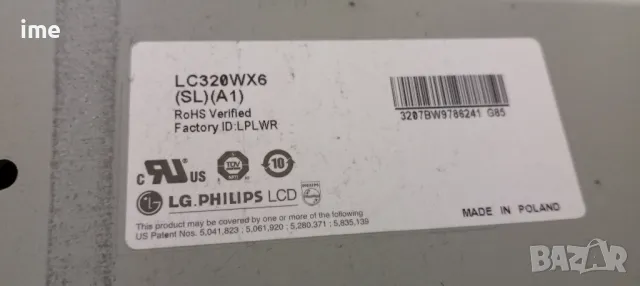 ime
LC320WX6
(SL)(A1)
RoHS Verified
Factory ID:LPLWR
3207BW9786241 G85
c RU US
TÜV
10
LG.PHILIPS LCD
PHILIPS
This product may be covered by one or more of the following
US Patent Nos. 5,041,823 ; 5,061,920 ; 5,280,371 ; 5,835,139
MADE IN POLAND
BAZAR